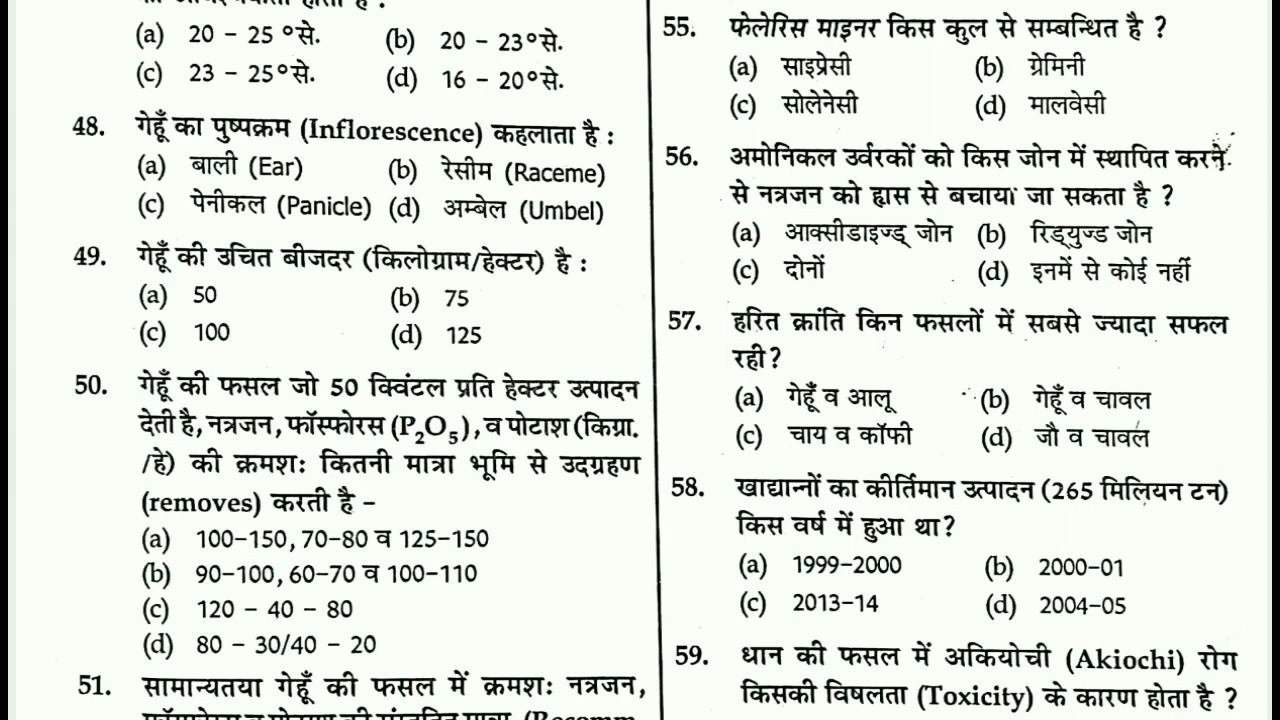 की आवश्यकता होती है :
(a) 20 - 25 °से. (b) 20 - 23°से.
(c) 23 - 25°से. (d) 16 - 20°से.
48. गेहूँ का पुष्पक्रम (Inflorescence) कहलाता है :
(a) बाली (Ear) (b) रेसीम (Raceme)
(c) पेनीकल (Panicle) (d) अम्बेल (Umbel)
49. गेहूँ की उचित बीजदर (किलोग्राम/हेक्टर) है :
(a) 50 (b) 75
(c) 100 (d) 125
50. गेहूँ की फसल जो 50 क्विंटल प्रति हेक्टर उत्पादन
देती है, नत्रजन, फॉस्फोरस (P₂O₅), व पोटाश (किग्रा.
/हे) की क्रमशः कितनी मात्रा भूमि से उदग्रहण
(removes) करती है –
(a) 100-150, 70-80 व 125-150
(b) 90-100, 60-70 व 100-110
(c) 120 - 40 - 80
(d) 80 - 30/40 - 20
51. सामान्यतया गेहूँ की फसल में क्रमशः नत्रजन,
फॉस्फोरस व पोटाश की संस्तुतित मात्रा (Recomm-
55. फेलेरिस माइनर किस कुल से सम्बन्धित है ?
(a) साइप्रेसी (b) ग्रेमिनी
(c) सोलेनेसी (d) मालवेसी
56. अमोनिकल उर्वरकों को किस जोन में स्थापित करने
से नत्रजन को ह्रास से बचाया जा सकता है ?
(a) आक्सीडाइज्ड् जोन (b) रिड्युज्ड जोन
(c) दोनों (d) इनमें से कोई नहीं
57. हरित क्रांति किन फसलों में सबसे ज्यादा सफल
रही?
(a) गेहूँ व आलू (b) गेहूँ व चावल
(c) चाय व कॉफी (d) जौ व चावल
58. खाद्यान्नों का कीर्तिमान उत्पादन (265 मिलियन टन)
किस वर्ष में हुआ था?
(a) 1999-2000 (b) 2000-01
(c) 2013-14 (d) 2004-05
59. धान की फसल में अकियोची (Akiochi) रोग
किसकी विषलता (Toxicity) के कारण होता है ?